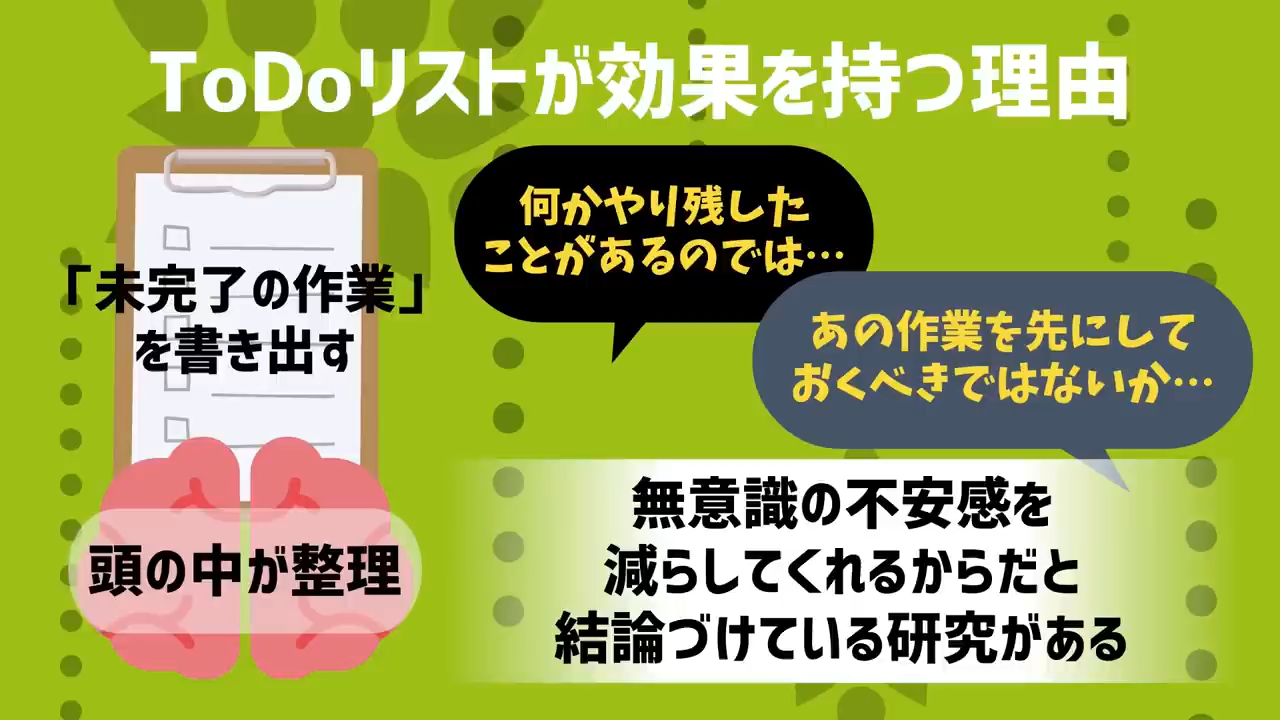 ToDoリストが効果を持つ理由
何かやり残した
ことがあるのでは…
あの作業を先にして
おくべきではないか…
「未完了の作業」
を書き出す
頭の中が整理
無意識の不安感を
減らしてくれるからだと
結論づけている研究がある